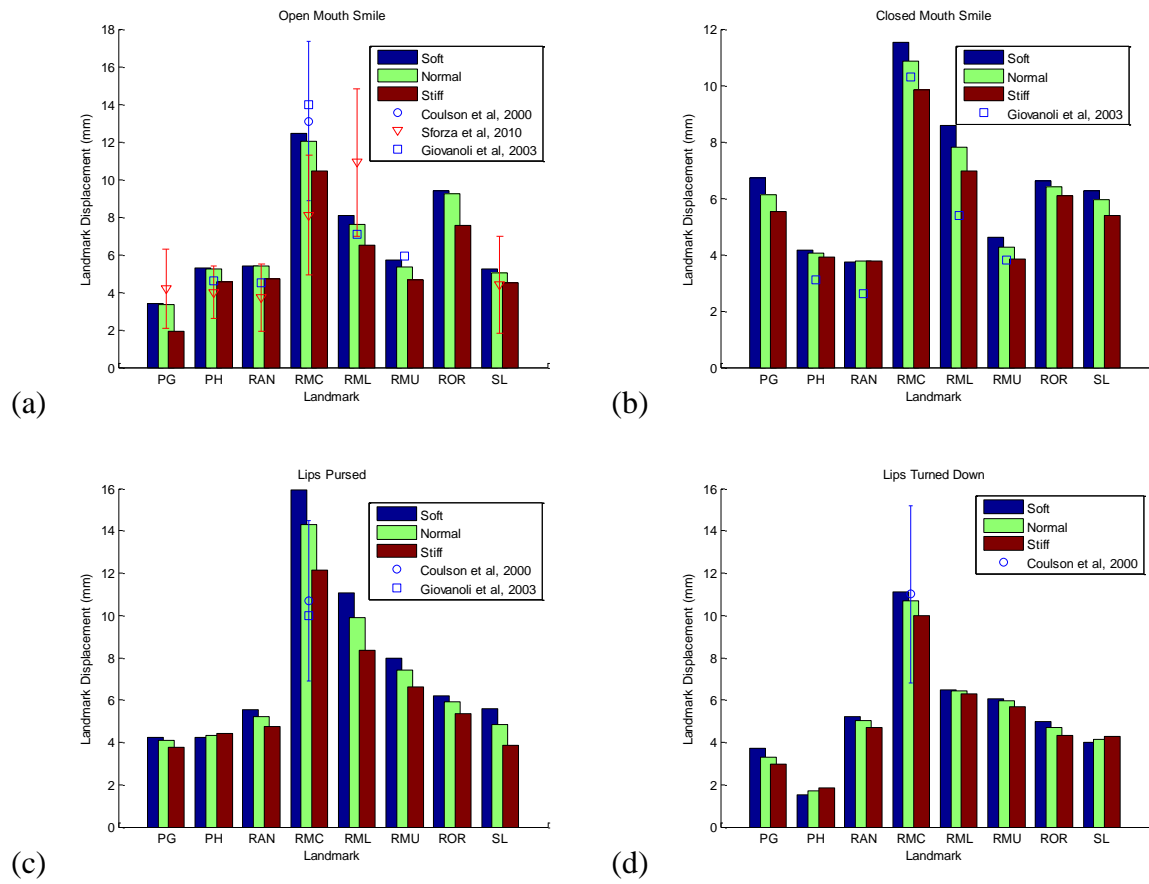 Open Mouth Smile
18
16
14
12
10
8
6
4
2
0
Landmark Displacement (mm)
Soft
Normal
Stiff
Coulson et al, 2000
Sforza et al, 2010
Giovanoli et al, 2003
PG PH RAN RMC RML RMU ROR SL
Landmark
(a)
Closed Mouth Smile
12
10
8
6
4
2
0
Landmark Displacement (mm)
Soft
Normal
Stiff
Giovanoli et al, 2003
PG PH RAN RMC RML RMU ROR SL
Landmark
(b)
Lips Pursed
16
14
12
10
8
6
4
2
0
Landmark Displacement (mm)
Soft
Normal
Stiff
Coulson et al, 2000
Giovanoli et al, 2003
PG PH RAN RMC RML RMU ROR SL
Landmark
(c)
Lips Turned Down
16
14
12
10
8
6
4
2
0
Landmark Displacement (mm)
Soft
Normal
Stiff
Coulson et al, 2000
PG PH RAN RMC RML RMU ROR SL
Landmark
(d)